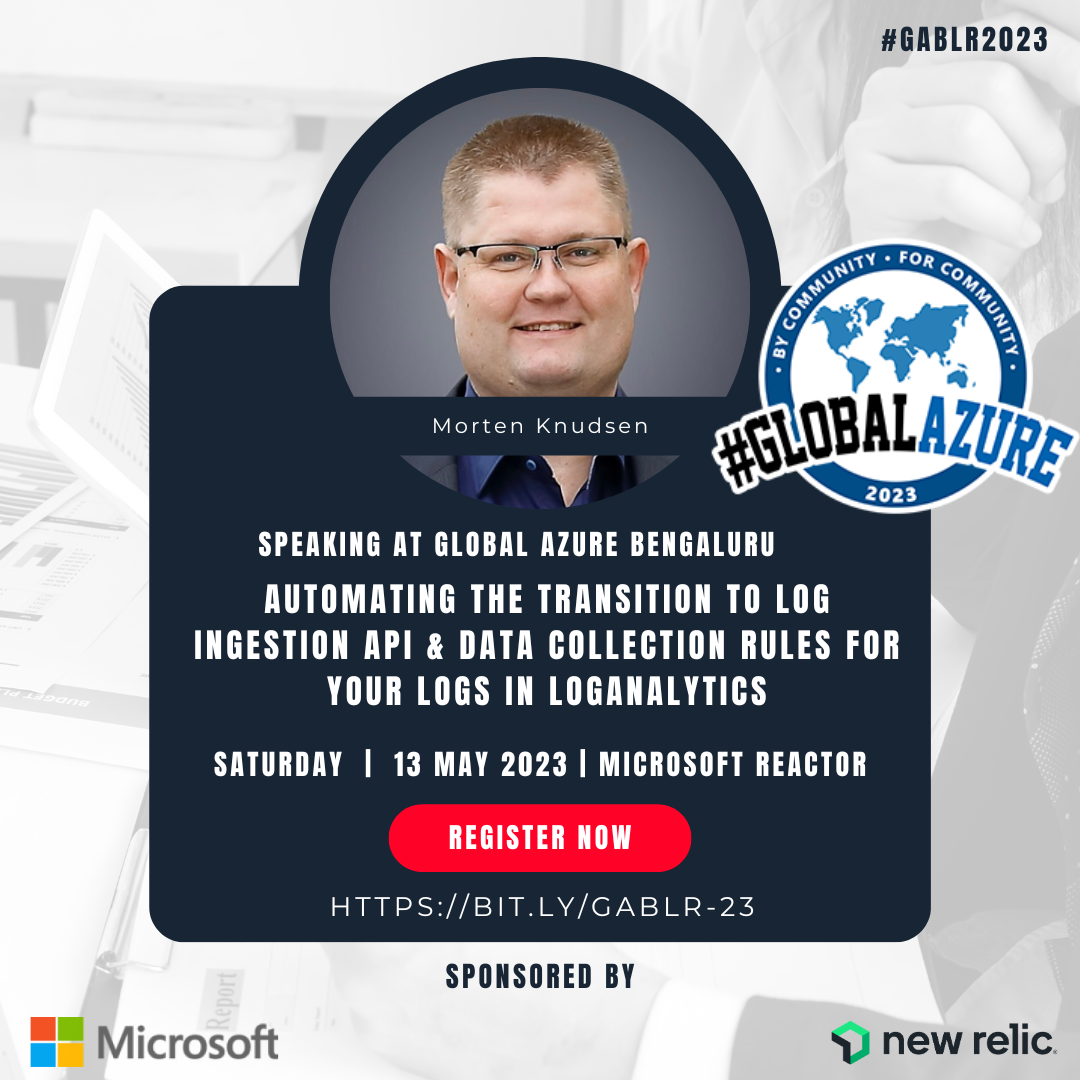 #GABLR2023
BY COMMUNITY • FOR COMMUNITY
#GLOBALAZURE
2023
Morten Knudsen
SPEAKING AT GLOBAL AZURE BENGALURU
AUTOMATING THE TRANSITION TO LOG
INGESTION API & DATA COLLECTION RULES FOR
YOUR LOGS IN LOGANALYTICS
SATURDAY | 13 MAY 2023 | MICROSOFT REACTOR
REGISTER NOW
HTTPS://BIT.LY/GABLR-23
SPONSORED BY
Report
Microsoft
new relic